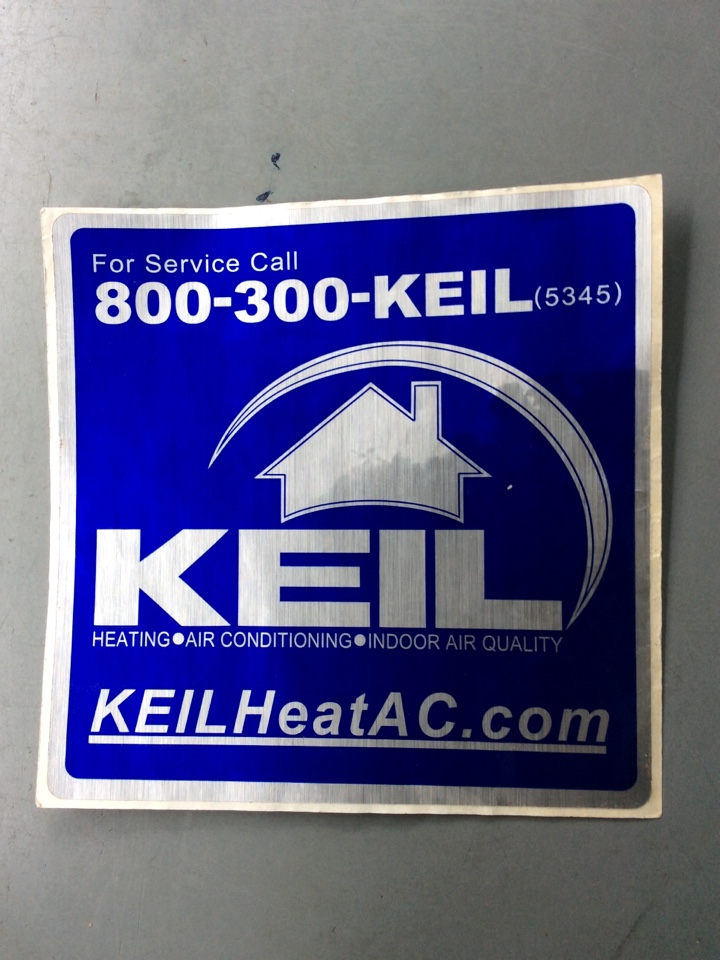 For Service Call
800-300-KEIL(5345)
KEIL
HEATING●AIR CONDITIONING●INDOOR AIR QUALITY
KEILHeatAC.com